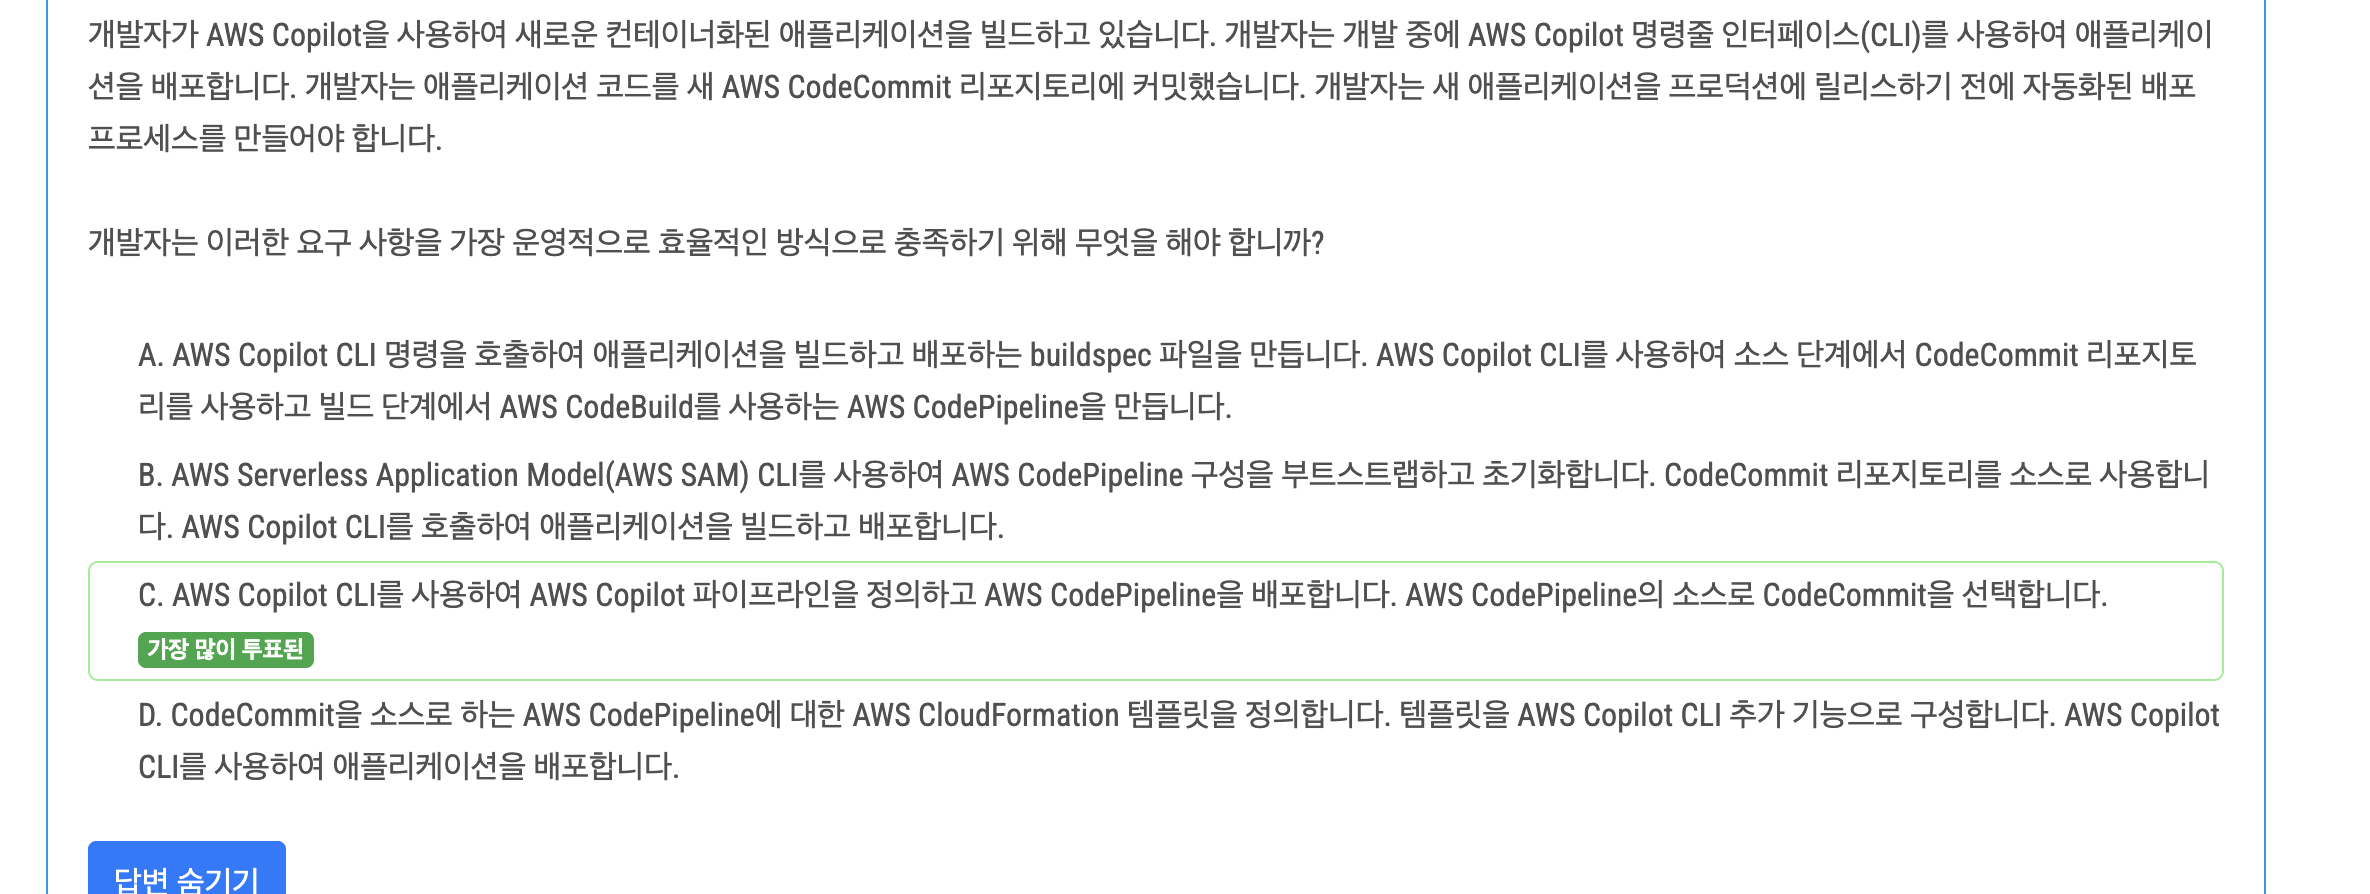 개발자가 AWS Copilot을 사용하여 새로운 컨테이너화된 애플리케이션을 빌드하고 있습니다. 개발자는 개발 중에 AWS Copilot 명령줄 인터페이스(CLI)를 사용하여 애플리케이
션을 배포합니다. 개발자는 애플리케이션 코드를 새 AWS CodeCommit 리포지토리에 커밋했습니다. 개발자는 새 애플리케이션을 프로덕션에 릴리스하기 전에 자동화된 배포
프로세스를 만들어야 합니다.
개발자는 이러한 요구 사항을 가장 운영적으로 효율적인 방식으로 충족하기 위해 무엇을 해야 합니까?
A. AWS Copilot CLI 명령을 호출하여 애플리케이션을 빌드하고 배포하는 buildspec 파일을 만듭니다. AWS Copilot CLI를 사용하여 소스 단계에서 CodeCommit 리포지토
리를 사용하고 빌드 단계에서 AWS CodeBuild를 사용하는 AWS CodePipeline을 만듭니다.
B. AWS Serverless Application Model(AWS SAM) CLI를 사용하여 AWS CodePipeline 구성을 부트스트랩하고 초기화합니다. CodeCommit 리포지토리를 소스로 사용합니
다. AWS Copilot CLI를 호출하여 애플리케이션을 빌드하고 배포합니다.
C. AWS Copilot CLI를 사용하여 AWS Copilot 파이프라인을 정의하고 AWS CodePipeline을 배포합니다. AWS CodePipeline의 소스로 CodeCommit을 선택합니다.
가장 많이 투표된
D. CodeCommit을 소스로 하는 AWS CodePipeline에 대한 AWS CloudFormation 템플릿을 정의합니다. 템플릿을 AWS Copilot CLI 추가 기능으로 구성합니다. AWS Copilot
CLI를 사용하여 애플리케이션을 배포합니다.
답변 숨기기